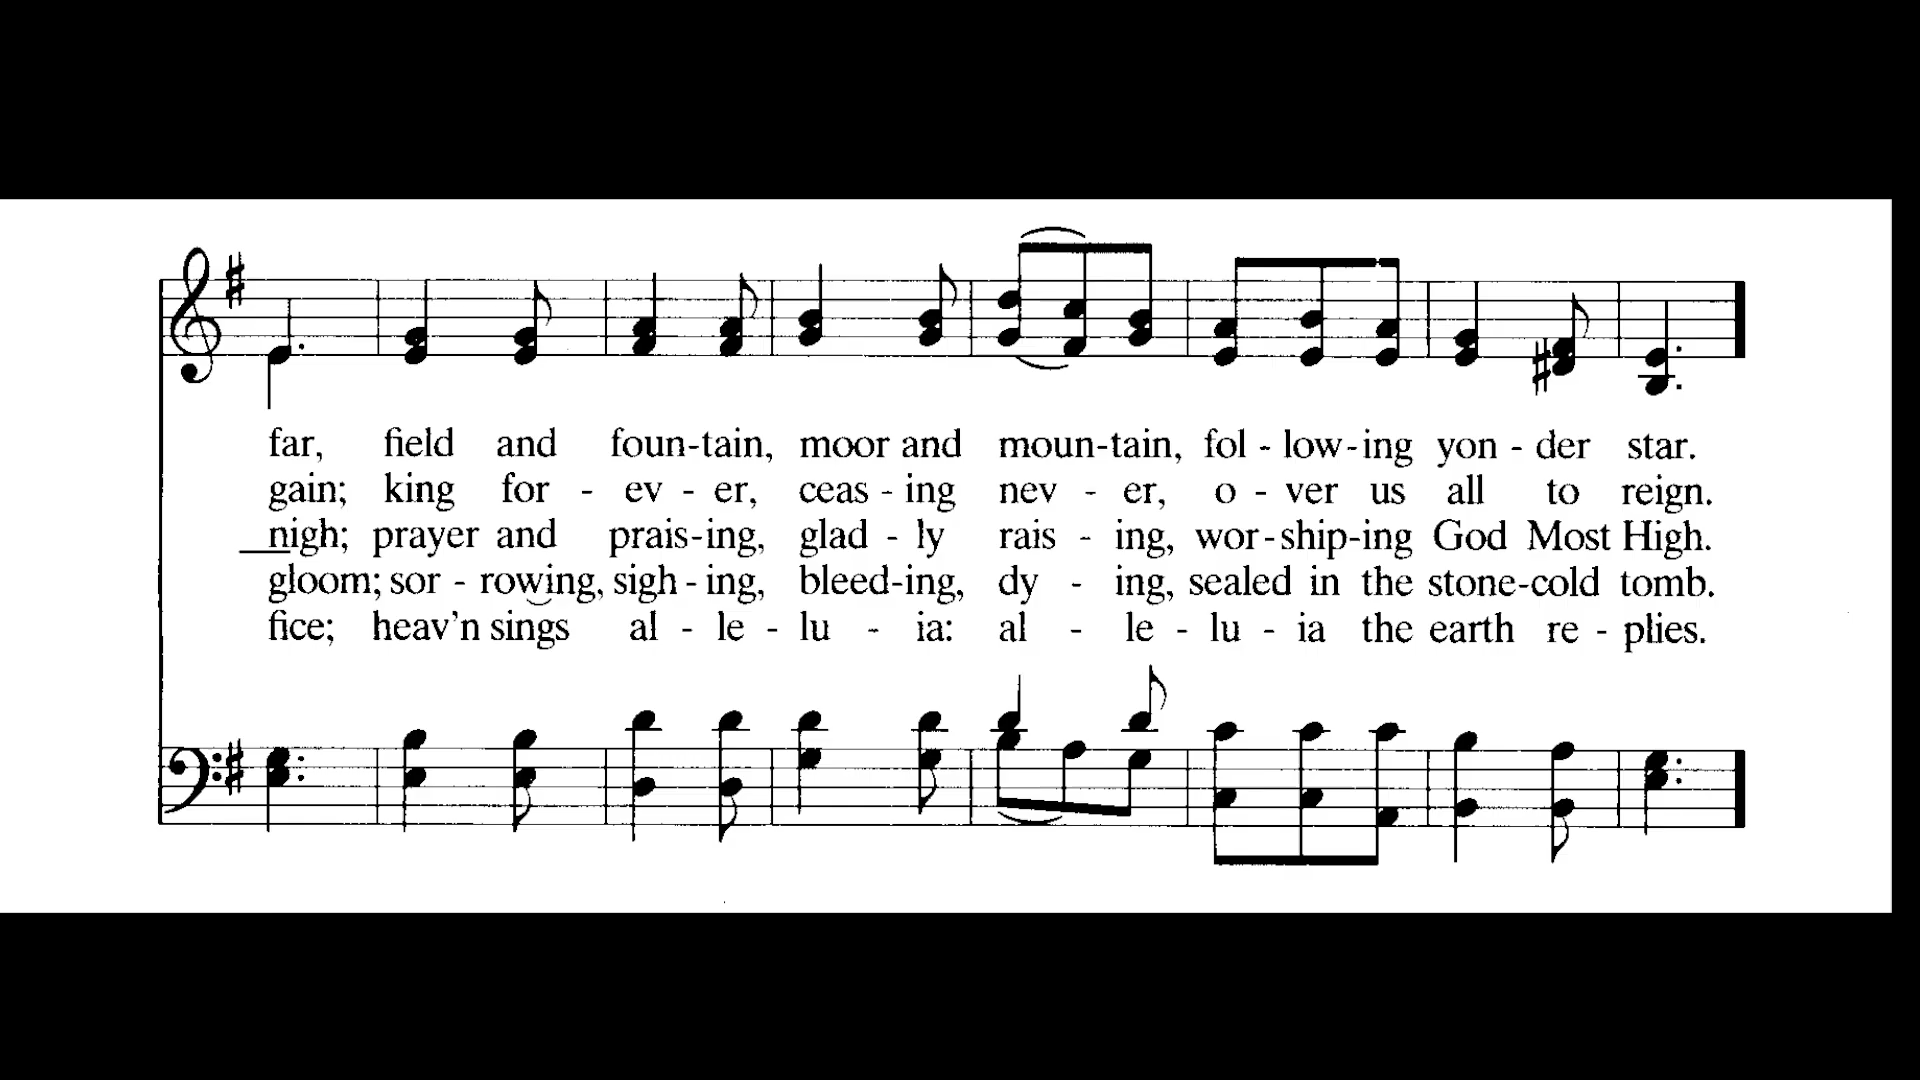 far, field and foun-tain, moor and moun-tain, fol - low-ing yon - der star.
gain; king for - ev - er, ceas - ing nev - er, o - ver us all to reign.
nigh; prayer and prais-ing, glad - ly rais - ing, wor-ship-ing God Most High.
gloom; sor - rowing, sigh - ing, bleed-ing, dy - ing, sealed in the stone-cold tomb.
fice; heav'n sings al - le - lu - ia: al - le - lu - ia the earth re - plies.